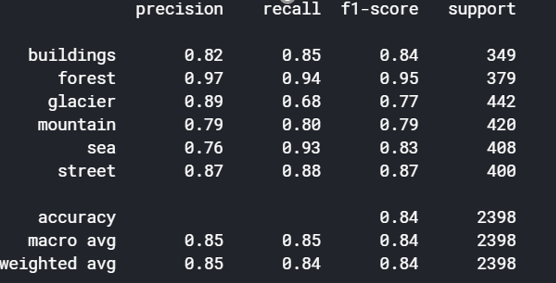 precision recall f1-score support
buildings 0.82 0.85 0.84 349
forest 0.97 0.94 0.95 379
glacier 0.89 0.68 0.77 442
mountain 0.79 0.80 0.79 420
sea 0.76 0.93 0.83 408
street 0.87 0.88 0.87 400
accuracy 0.84 2398
macro avg 0.85 0.85 0.84 2398
weighted avg 0.85 0.84 0.84 2398